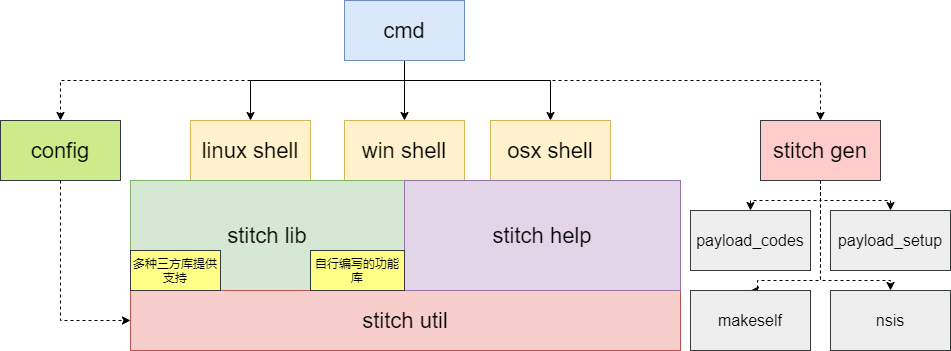 cmd
config
linux shell
win shell
osx shell
stitch gen
stitch lib
stitch help
payload_codes
payload_setup
多种三方库提供
支持
自行编写的功能
库
stitch util
makeself
nsis